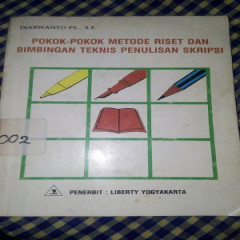 DJARWANTO PS., S.E.
POKOK-POKOK METODE RISET DAN
BIMBINGAN TEKNIS PENULISAN SKRIPSI
002
PENERBIT : LIBERTY YOGYAKARTA